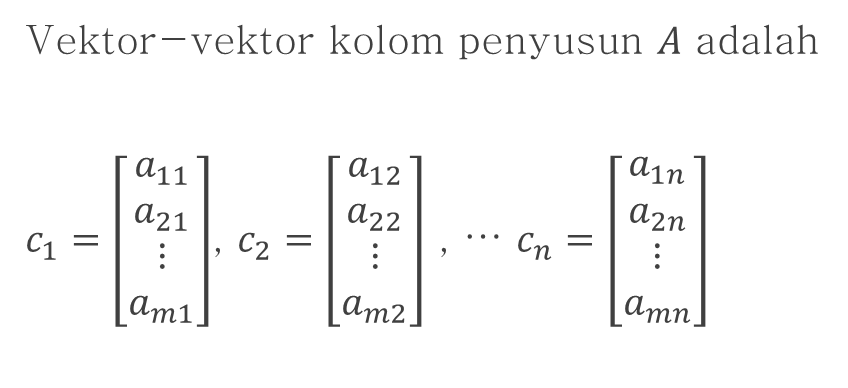 Vektor−vektor kolom penyusun A adalah
c₁ = [a₁₁ a₂₁ ⋮ aₘ₁], c₂ = [a₁₂ a₂₂ ⋮ aₘ₂], ⋯ cₙ = [a₁ₙ a₂ₙ ⋮ aₘₙ]